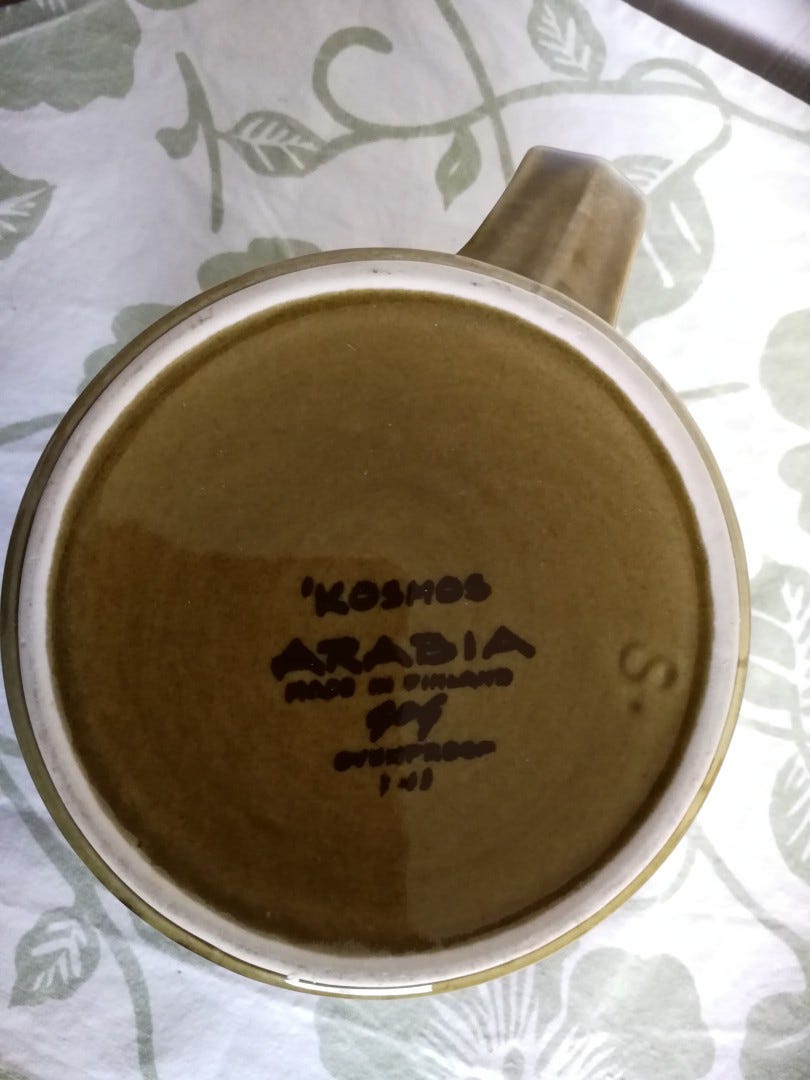 'KOSMOS
ARABIA
MADE IN FINLAND
OVENPROOF
S.